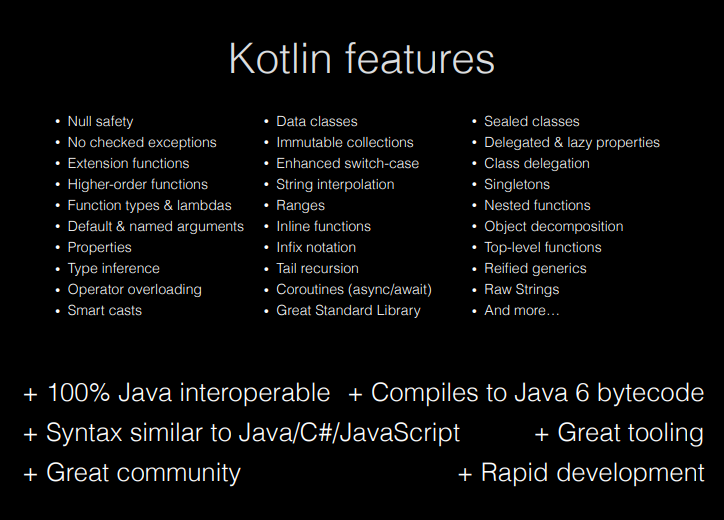 Kotlin features
• Null safety
• No checked exceptions
• Extension functions
• Higher-order functions
• Function types & lambdas
• Default & named arguments
• Properties
• Type inference
• Operator overloading
• Smart casts
• Data classes
• Immutable collections
• Enhanced switch-case
• String interpolation
• Ranges
• Inline functions
• Infix notation
• Tail recursion
• Coroutines (async/await)
• Great Standard Library
• Sealed classes
• Delegated & lazy properties
• Class delegation
• Singletons
• Nested functions
• Object decomposition
• Top-level functions
• Reified generics
• Raw Strings
• And more…
+ 100% Java interoperable + Compiles to Java 6 bytecode
+ Syntax similar to Java/C#/JavaScript + Great tooling
+ Great community + Rapid development